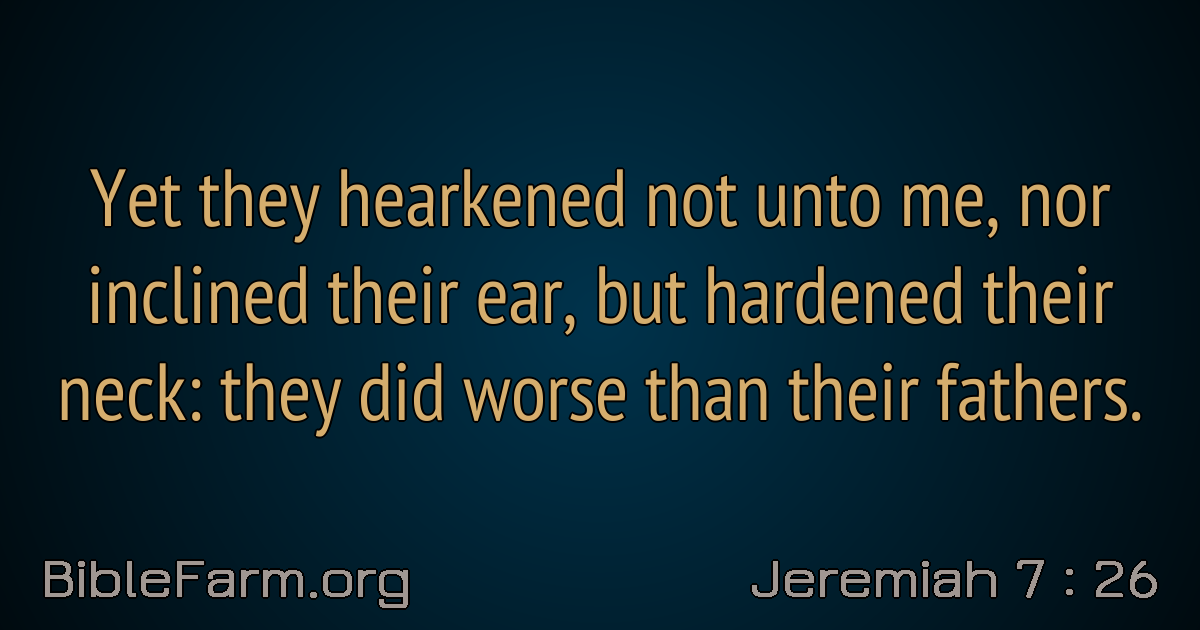 Yet they hearkened not unto me, nor
inclined their ear, but hardened their
neck: they did worse than their fathers.
BibleFarm.org
Jeremiah 7 : 26